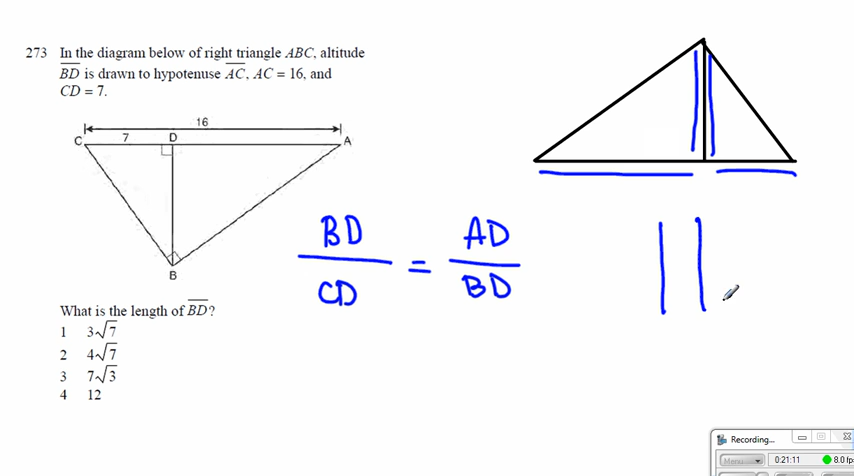 273 In the diagram below of right triangle ABC, altitude
BD is drawn to hypotenuse AC, AC = 16, and
CD = 7.
16
C 7 D A
B
BD/CD = AD/BD
What is the length of BD?
1 3√7
2 4√7
3 7√3
4 12
Recording...
Menu 0:21:11 8.0 fp